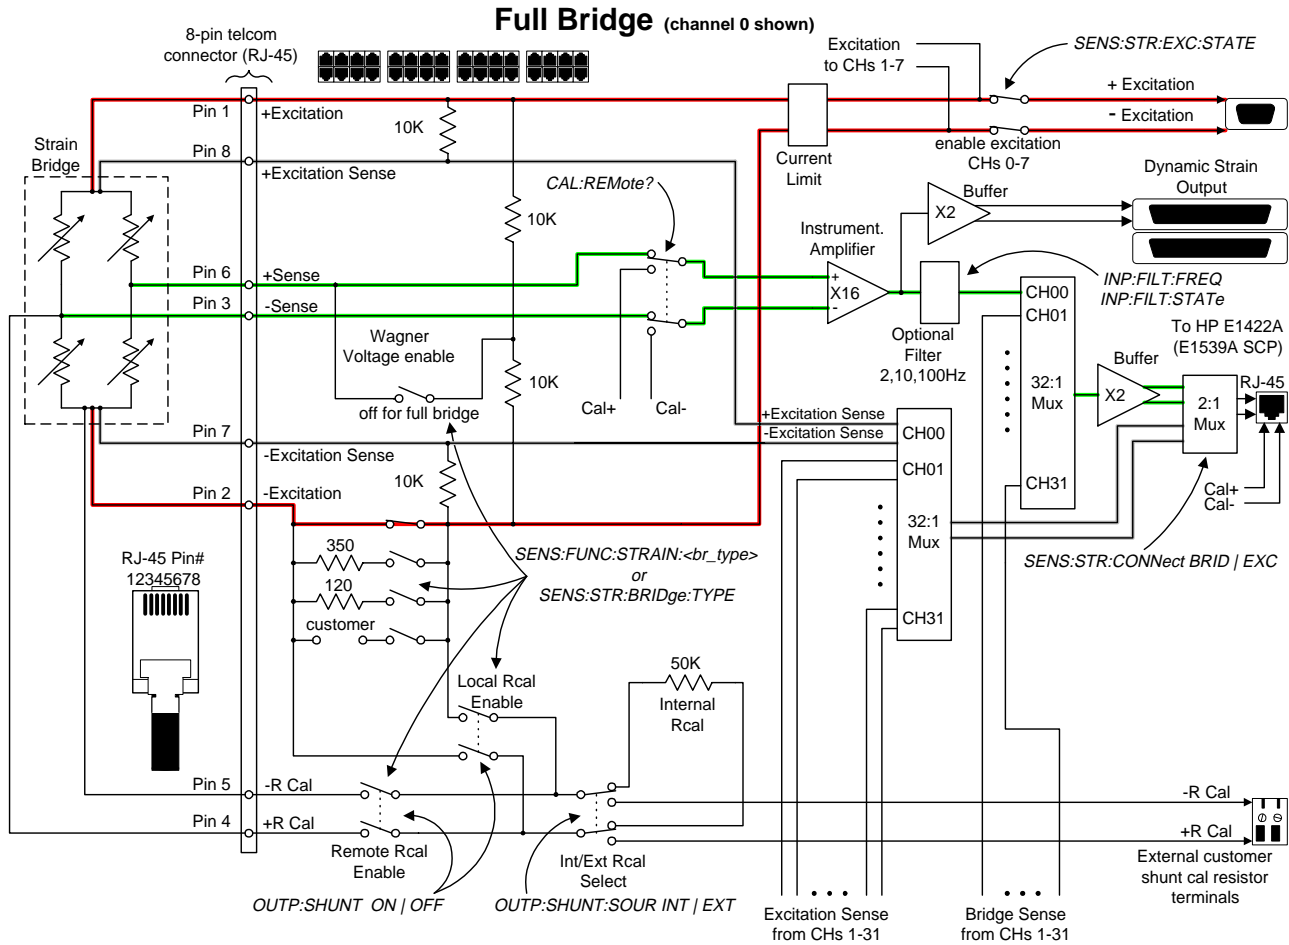 Full Bridge (channel 0 shown)
8-pin telcom
connector (RJ-45)
Excitation
to CHs 1-7
SENS:STR:EXC:STATE
+ Excitation
- Excitation
Pin 1
+Excitation
10K
Strain
Bridge
Pin 8
+Excitation Sense
Current
Limit
enable excitation
CHs 0-7
Dynamic Strain
Output
CAL:REMote?
Buffer
X2
10K
Instrument.
Amplifier
Pin 6
+Sense
+
X16
-
INP:FILT:FREQ
INP:FILT:STATe
CH00
CH01
Pin 3
-Sense
Optional
Filter
2,10,100Hz
To HP E1422A
(E1539A SCP)
Wagner
Voltage enable
Buffer
RJ-45
10K
32:1
Mux
X2
2:1
Mux
off for full bridge
Cal+
Cal-
+Excitation Sense
-Excitation Sense
CH00
Pin 7
-Excitation Sense
CH01
10K
CH31
Cal+
Cal-
Pin 2
-Excitation
32:1
Mux
350
SENS:FUNC:STRAIN:<br_type>
or
SENS:STR:BRIDge:TYPE
SENS:STR:CONNect BRID | EXC
RJ-45 Pin#
12345678
120
customer
CH31
50K
Internal
Rcal
Local Rcal
Enable
Pin 5
-R Cal
-R Cal
Pin 4
+R Cal
+R Cal
Remote Rcal
Enable
Int/Ext Rcal
Select
External customer
shunt cal resistor
terminals
OUTP:SHUNT ON | OFF
OUTP:SHUNT:SOUR INT | EXT
Excitation Sense
from CHs 1-31
Bridge Sense
from CHs 1-31